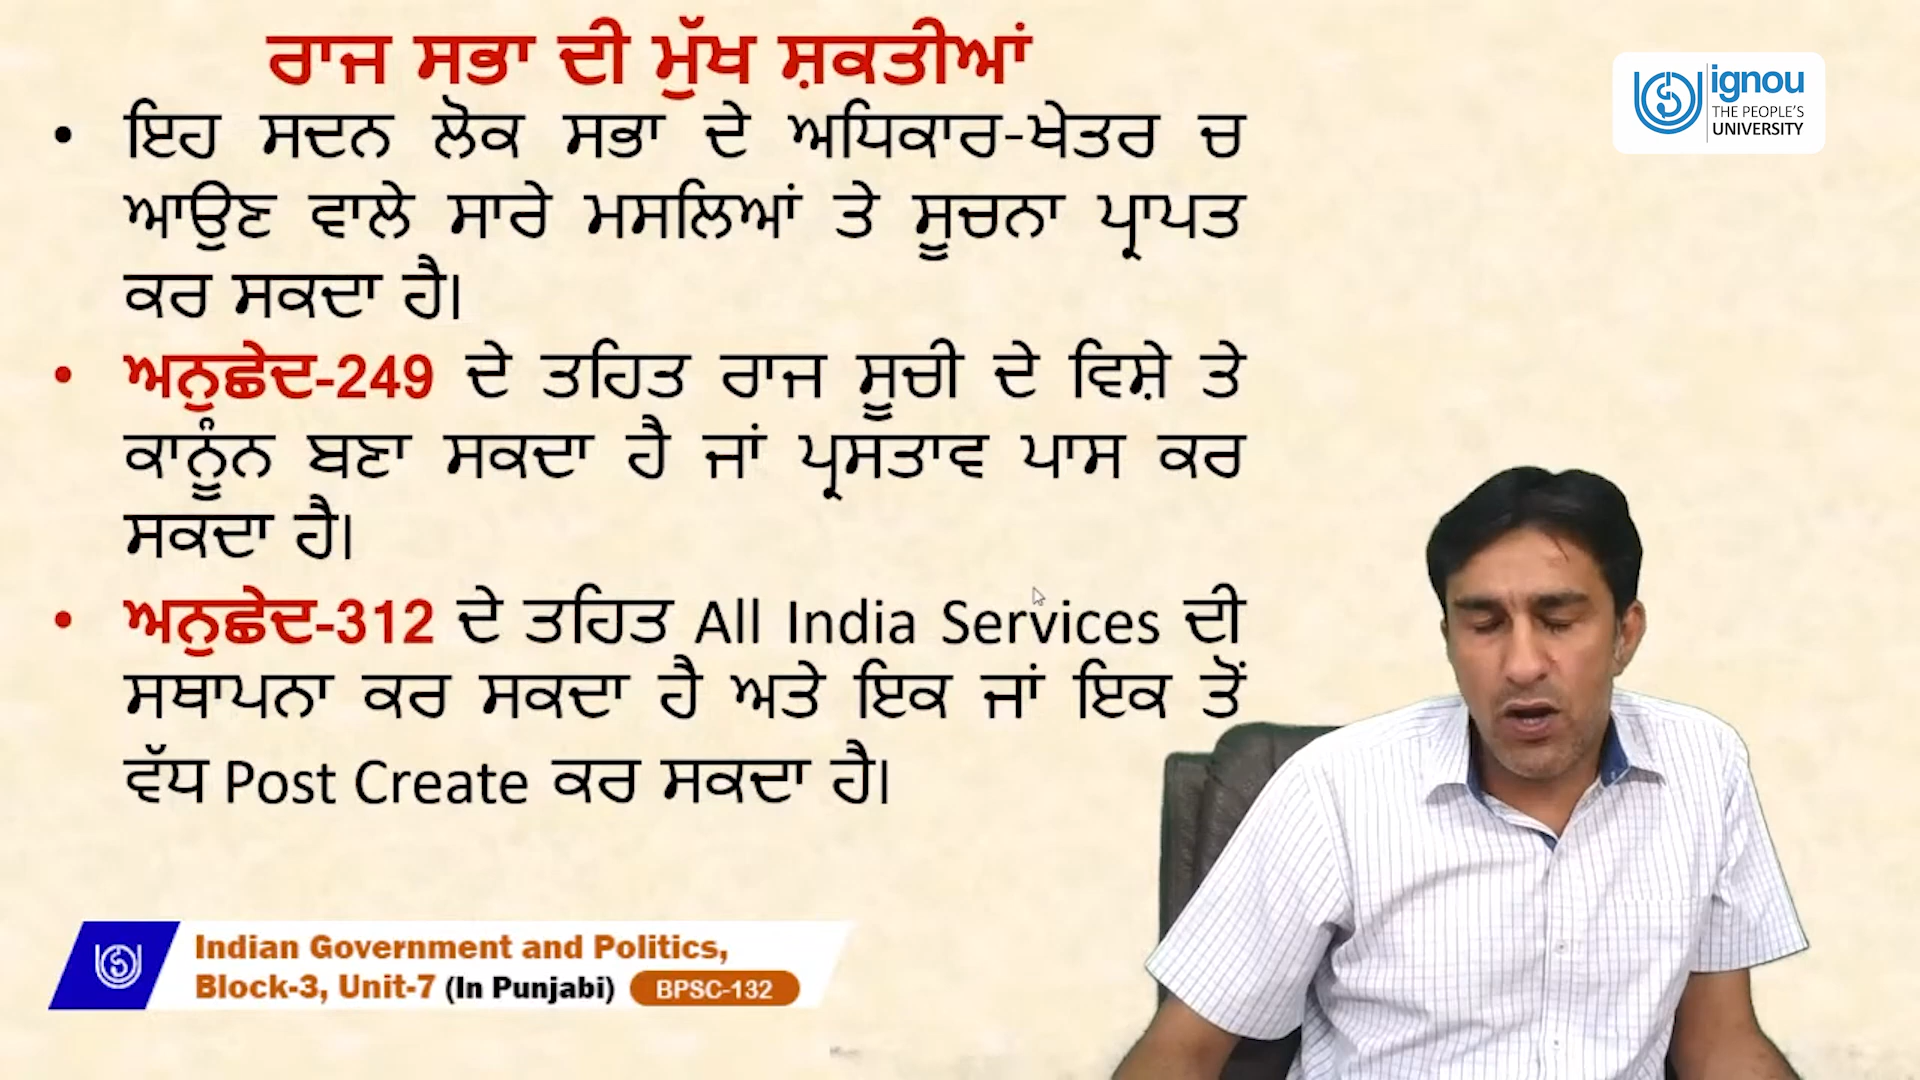 ਰਾਜ ਸਭਾ ਦੀ ਮੁੱਖ ਸ਼ਕਤੀਆਂ
• ਇਹ ਸਦਨ ਲੋਕ ਸਭਾ ਦੇ ਅਧਿਕਾਰ-ਖੇਤਰ ਚ
ਆਉਣ ਵਾਲੇ ਸਾਰੇ ਮਸਲਿਆਂ ਤੇ ਸੂਚਨਾ ਪ੍ਰਾਪਤ
ਕਰ ਸਕਦਾ ਹੈ।
• ਅਨੁਛੇਦ-249 ਦੇ ਤਹਿਤ ਰਾਜ ਸੂਚੀ ਦੇ ਵਿਸ਼ੇ ਤੇ
ਕਾਨੂੰਨ ਬਣਾ ਸਕਦਾ ਹੈ ਜਾਂ ਪ੍ਰਸਤਾਵ ਪਾਸ ਕਰ
ਸਕਦਾ ਹੈ।
• ਅਨੁਛੇਦ-312 ਦੇ ਤਹਿਤ All India Services ਦੀ
ਸਥਾਪਨਾ ਕਰ ਸਕਦਾ ਹੈ ਅਤੇ ਇਕ ਜਾਂ ਇਕ ਤੋਂ
ਵੱਧ Post Create ਕਰ ਸਕਦਾ ਹੈ।
ignou
THE PEOPLE'S
UNIVERSITY
Indian Government and Politics,
Block-3, Unit-7 (In Punjabi) BPSC-132